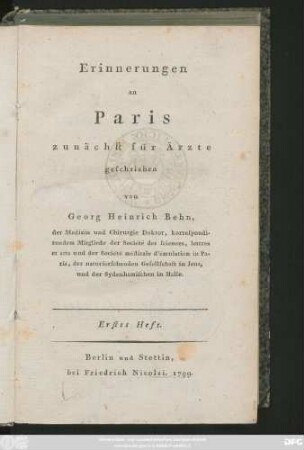 Erinnerungen
an
Paris
zunächst für Ärzte
geschrieben
von
Georg Heinrich Behn,
der Medizin und Chirurgie Doktor, korrespondi-
rendem Mitgliede der Societé des sciences, lettres
et arts und der Societé médicale d'emulation in Pa-
ris, der naturforschenden Gesellschaft in Jena,
und der Sydenhamischen in Halle.
Erstes Heft.
Berlin und Stettin,
bei Friedrich Nicolai. 1799.